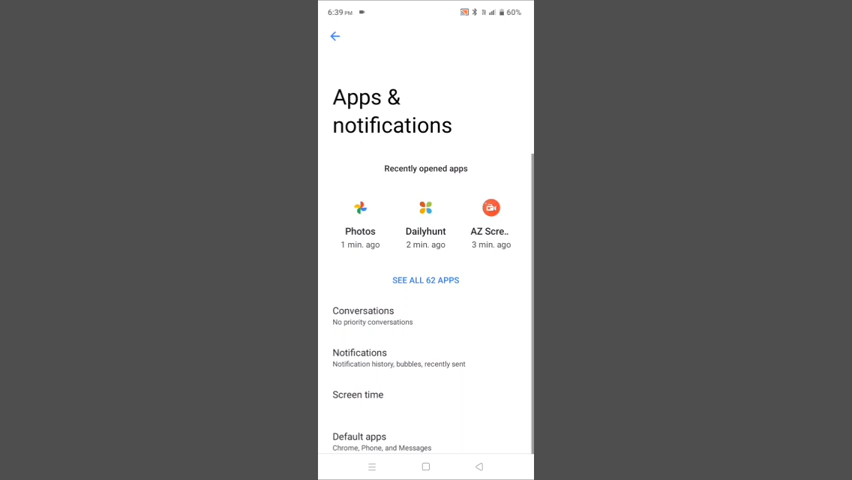 6:39 PM
60%
Apps &
notifications
Recently opened apps
Photos
Dailyhunt
AZ Scre..
1 min. ago
2 min. ago
3 min. ago
SEE ALL 62 APPS
Conversations
No priority conversations
Notifications
Notification history, bubbles, recently sent
Screen time
Default apps
Chrome, Phone, and Messages